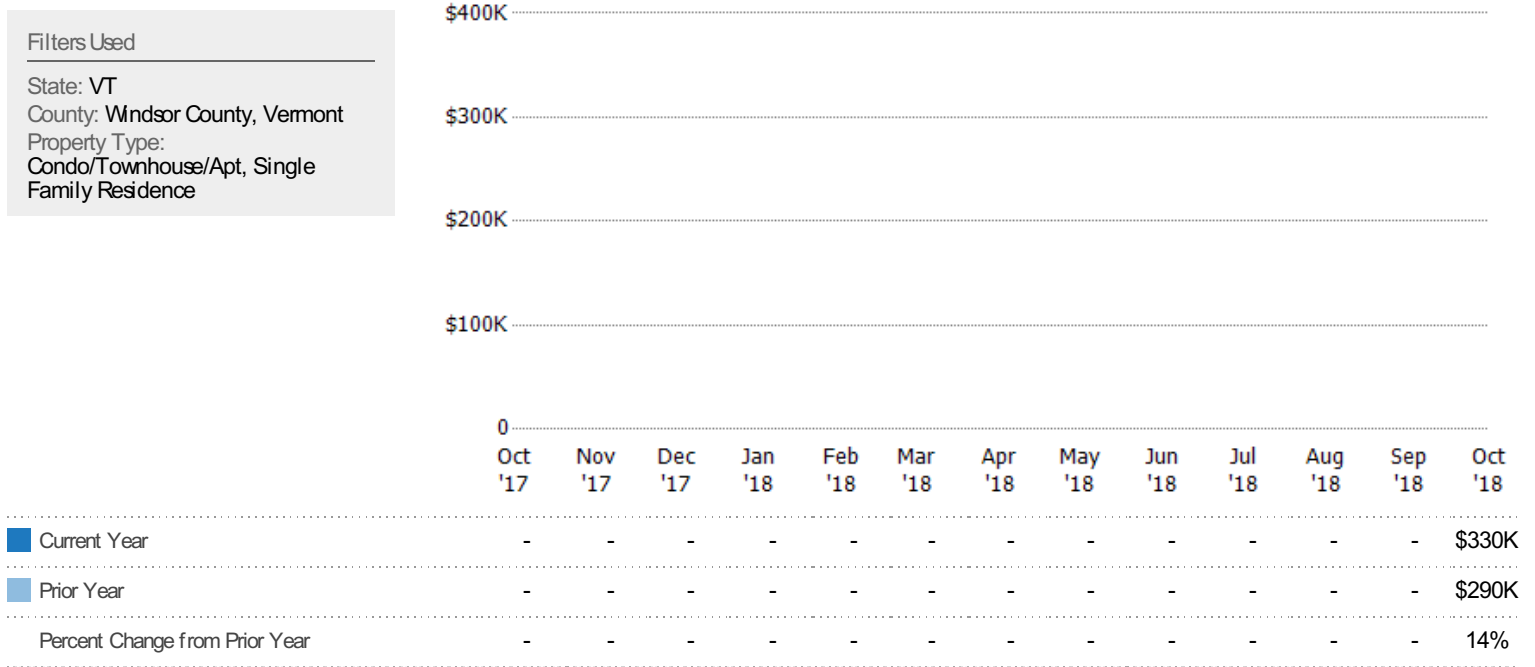 Filters Used
State: VT
County: Windsor County, Vermont
Property Type:
Condo/Townhouse/Apt, Single
Family Residence
$400K
$300K
$200K
$100K
0
Oct Nov Dec Jan Feb Mar Apr May Jun Jul Aug Sep Oct
'17 '17 '17 '18 '18 '18 '18 '18 '18 '18 '18 '18 '18
Current Year - - - - - - - - - - - - $330K
Prior Year - - - - - - - - - - - - $290K
Percent Change from Prior Year - - - - - - - - - - - - 14%